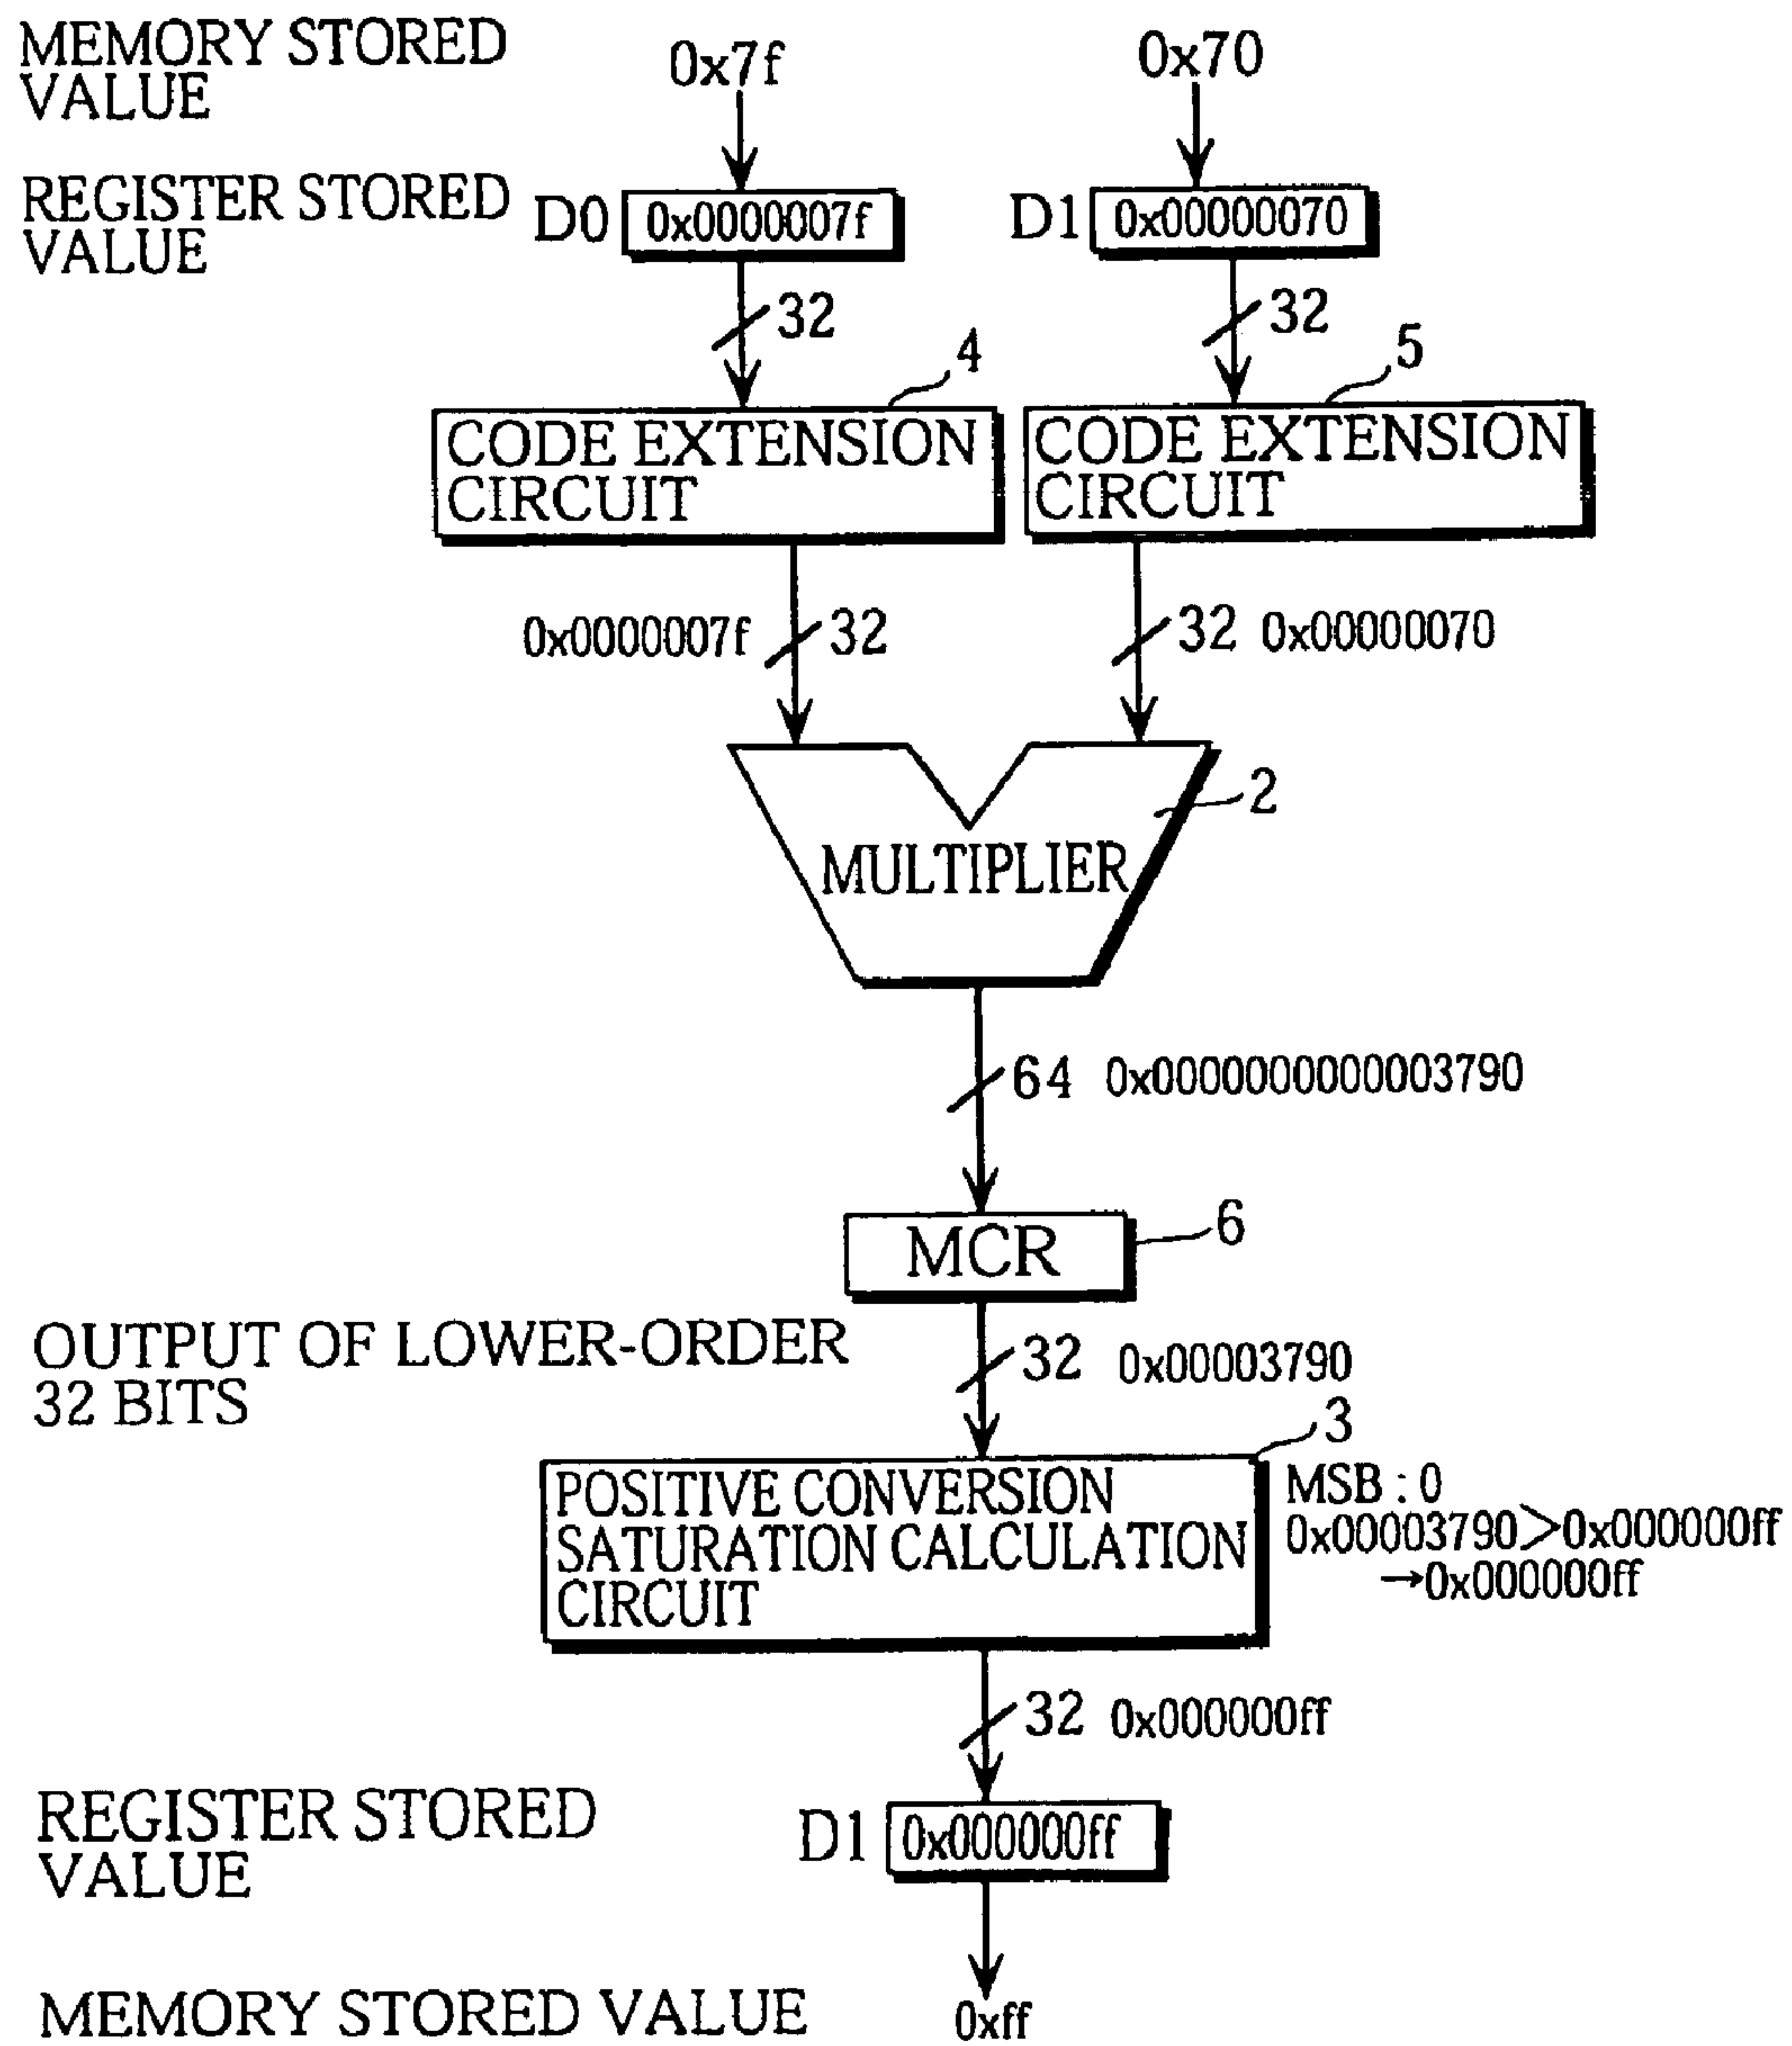 MEMORY STORED
VALUE
0x7f
0x70
REGISTER STORED
VALUE
D0
0x0000007f
D1
0x00000070
32
32
4
5
CODE EXTENSION
CIRCUIT
CODE EXTENSION
CIRCUIT
0x0000007f
32
32
0x00000070
2
MULTIPLIER
64
0x0000000000003790
MCR
6
OUTPUT OF LOWER-ORDER
32 BITS
32
0x00003790
3
POSITIVE CONVERSION
SATURATION CALCULATION
CIRCUIT
MSB : 0
0x00003790>0x000000ff
→0x000000ff
32
0x000000ff
REGISTER STORED
VALUE
D1
0x000000ff
MEMORY STORED VALUE
0xff